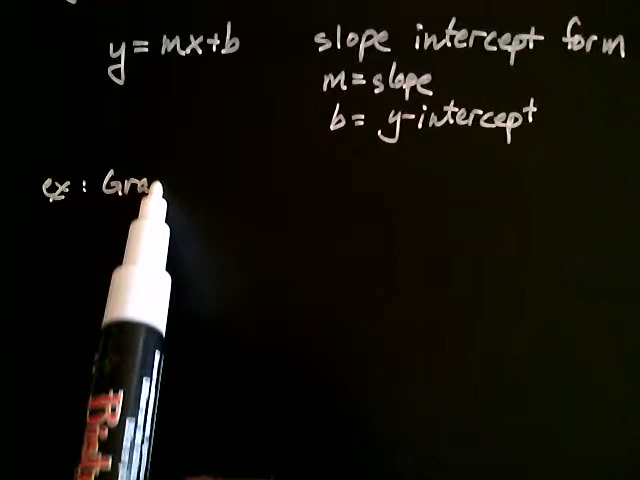 y = mx+b slope intercept form
m = slope
b = y-intercept
ex : Gra